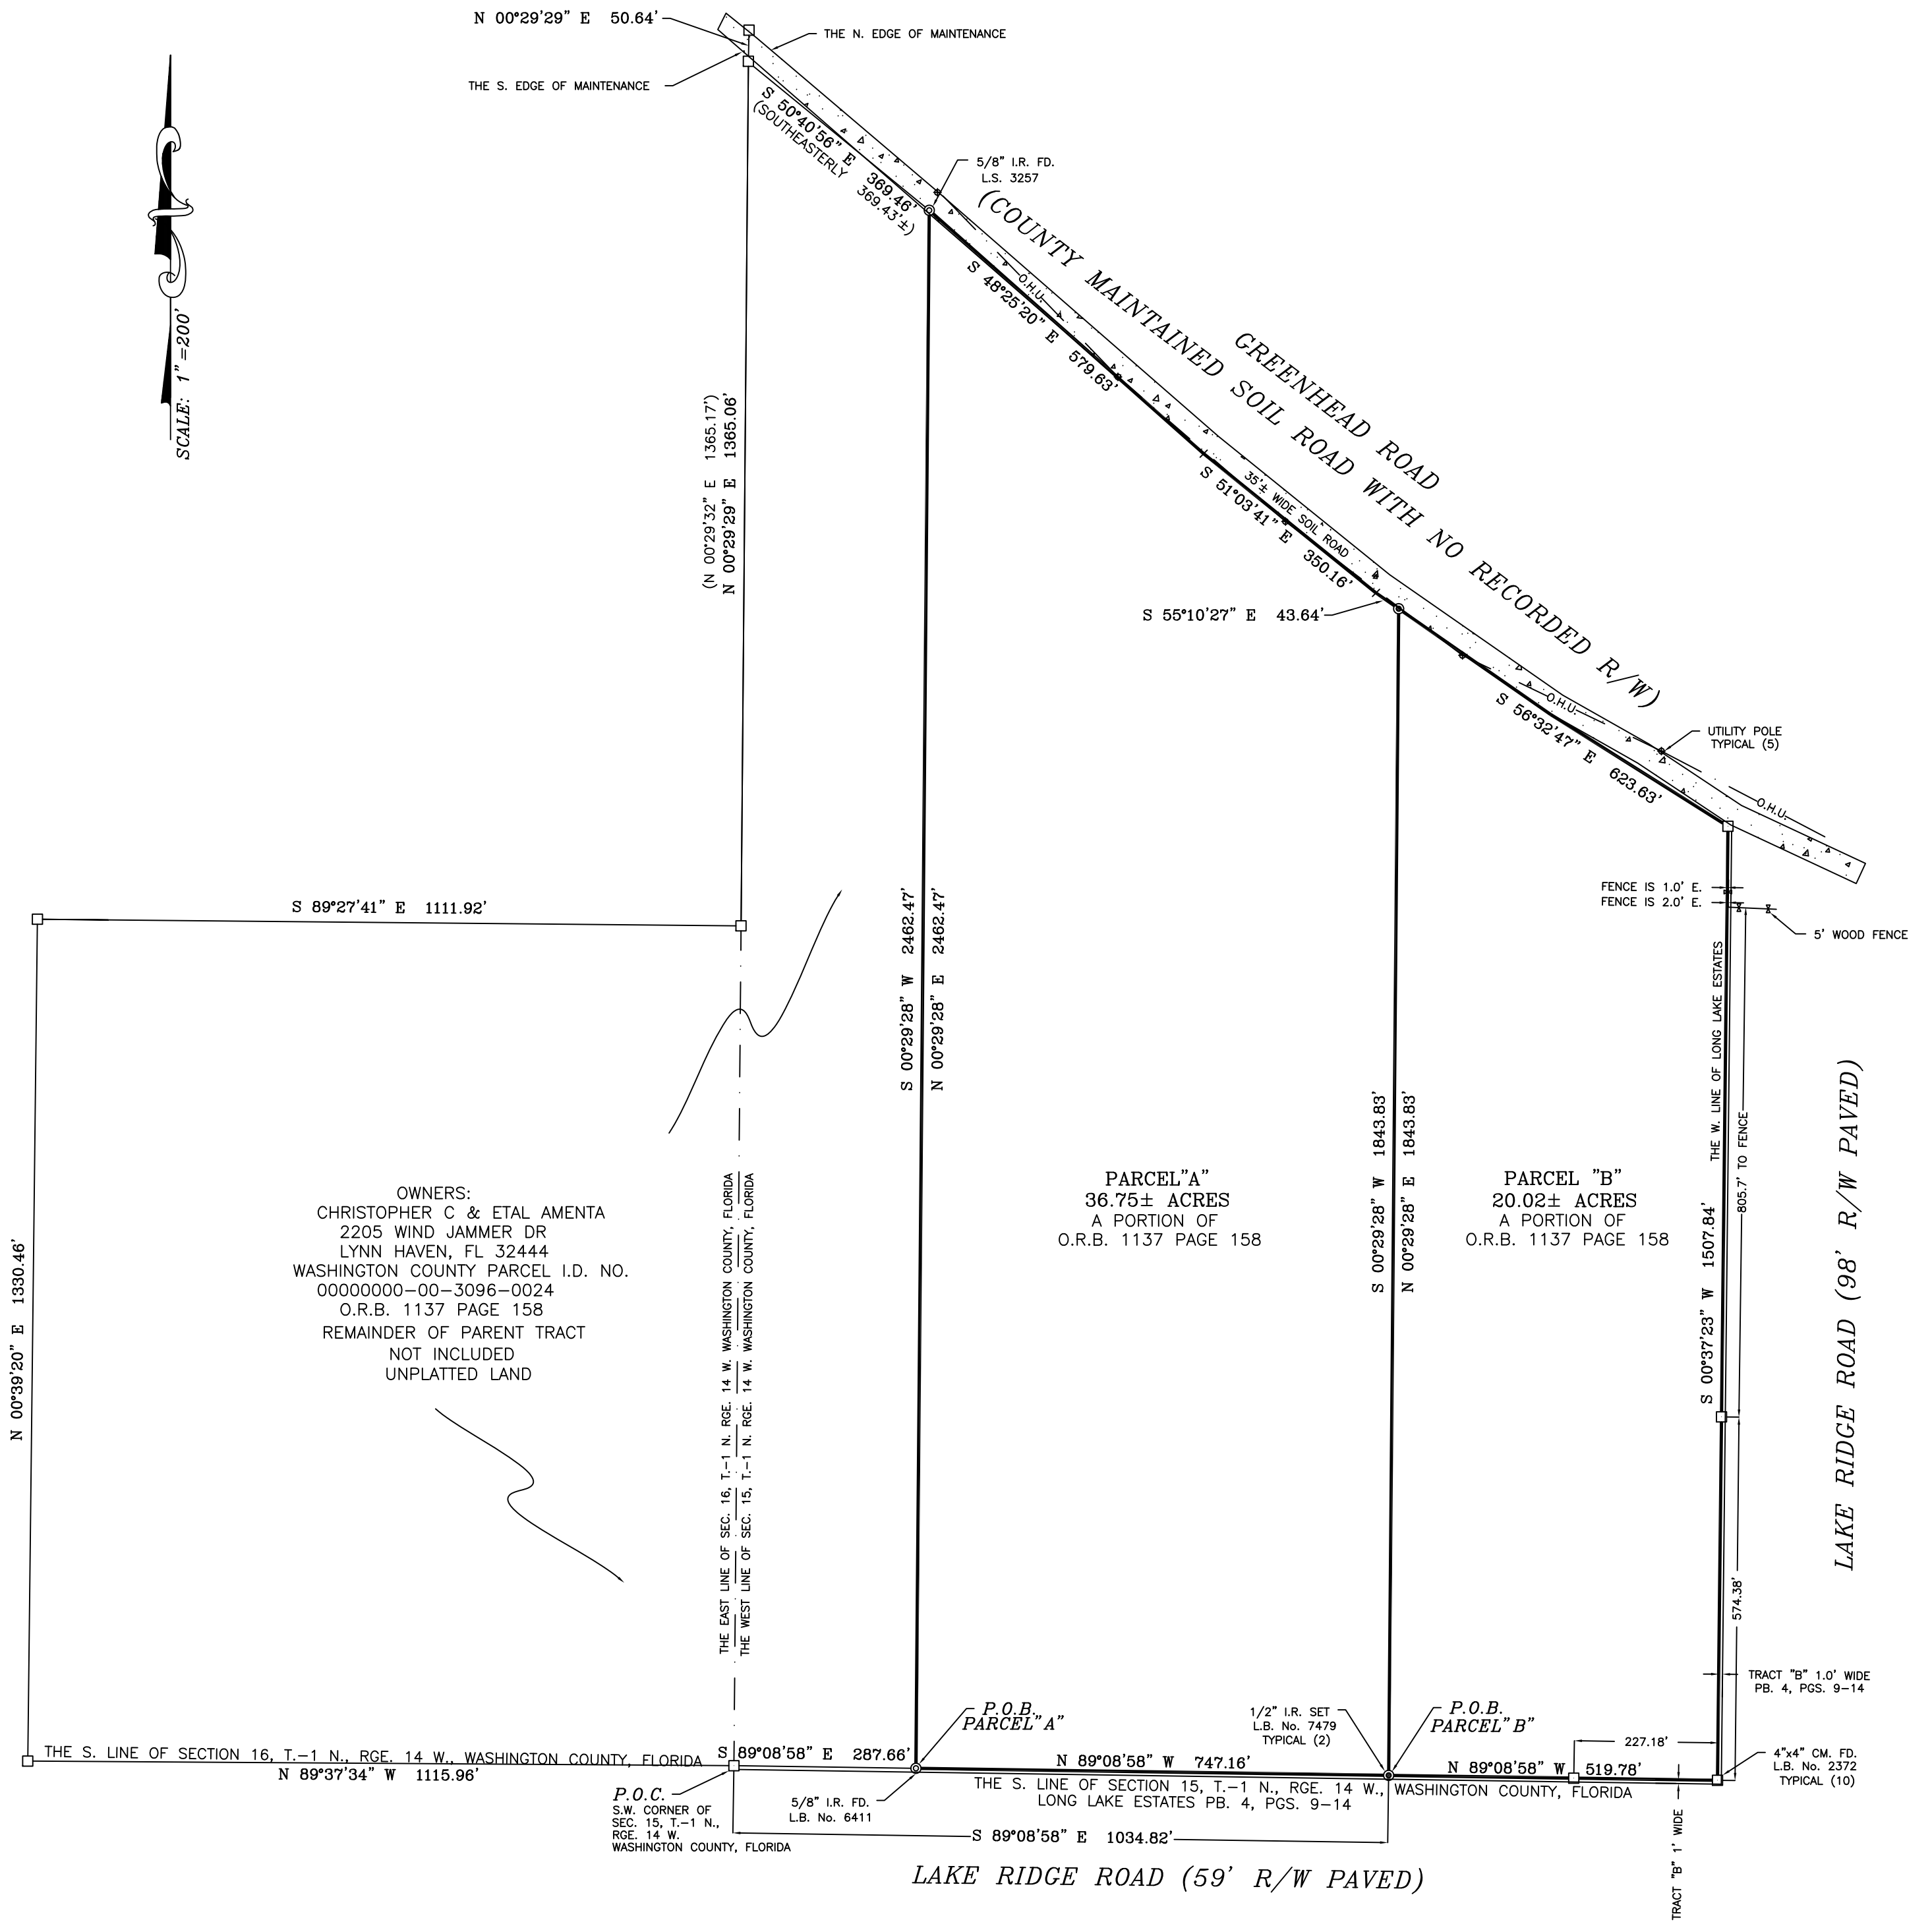 N 00°29'29" E 50.64'
THE N. EDGE OF MAINTENANCE
THE S. EDGE OF MAINTENANCE
S 50°40'56" E 369.46'
(SOUTHEASTERLY 369.43'±)
5/8" I.R. FD.
L.S. 3257
SCALE: 1"=200'
GREENHEAD ROAD
(COUNTY MAINTAINED SOIL ROAD WITH NO RECORDED R/W)
O.H.U.
S 48°25'20" E 579.63'
(N 00°29'32" E 1365.17')
N 00°29'29" E 1365.06'
35'± WIDE SOIL ROAD
S 51°03'41" E 350.16'
S 55°10'27" E 43.64'
O.H.U.
S 56°32'47" E 623.63'
UTILITY POLE
TYPICAL (5)
O.H.U.
FENCE IS 1.0' E.
FENCE IS 2.0' E.
5' WOOD FENCE
S 89°27'41" E 1111.92'
S 00°29'28" W 2462.47'
N 00°29'28" E 2462.47'
THE W. LINE OF LONG LAKE ESTATES
805.7' TO FENCE
LAKE RIDGE ROAD (98' R/W PAVED)
S 00°29'28" W 1843.83'
N 00°29'28" E 1843.83'
PARCEL"A"
36.75± ACRES
A PORTION OF
O.R.B. 1137 PAGE 158
PARCEL "B"
20.02± ACRES
A PORTION OF
O.R.B. 1137 PAGE 158
S 00°37'23" W 1507.84'
OWNERS:
CHRISTOPHER C & ETAL AMENTA
2205 WIND JAMMER DR
LYNN HAVEN, FL 32444
WASHINGTON COUNTY PARCEL I.D. NO.
00000000-00-3096-0024
O.R.B. 1137 PAGE 158
REMAINDER OF PARENT TRACT
NOT INCLUDED
UNPLATTED LAND
N 00°39'20" E 1330.46'
THE EAST LINE OF SEC. 16, T.-1 N. RGE. 14 W. WASHINGTON COUNTY, FLORIDA
THE WEST LINE OF SEC. 15, T.-1 N. RGE. 14 W. WASHINGTON COUNTY, FLORIDA
574.38'
TRACT "B" 1.0' WIDE
PB. 4, PGS. 9-14
P.O.B.
PARCEL"A"
1/2" I.R. SET
L.B. No. 7479
TYPICAL (2)
P.O.B.
PARCEL"B"
227.18'
THE S. LINE OF SECTION 16, T.-1 N., RGE. 14 W., WASHINGTON COUNTY, FLORIDA
N 89°37'34" W 1115.96'
S 89°08'58" E 287.66'
N 89°08'58" W 747.16'
N 89°08'58" W 519.78'
4"x4" CM. FD.
L.B. No. 2372
TYPICAL (10)
THE S. LINE OF SECTION 15, T.-1 N., RGE. 14 W., WASHINGTON COUNTY, FLORIDA
LONG LAKE ESTATES PB. 4, PGS. 9-14
P.O.C.
S.W. CORNER OF
SEC. 15, T.-1 N.,
RGE. 14 W.
WASHINGTON COUNTY, FLORIDA
5/8" I.R. FD.
L.B. No. 6411
S 89°08'58" E 1034.82'
TRACT "B" 1' WIDE
LAKE RIDGE ROAD (59' R/W PAVED)